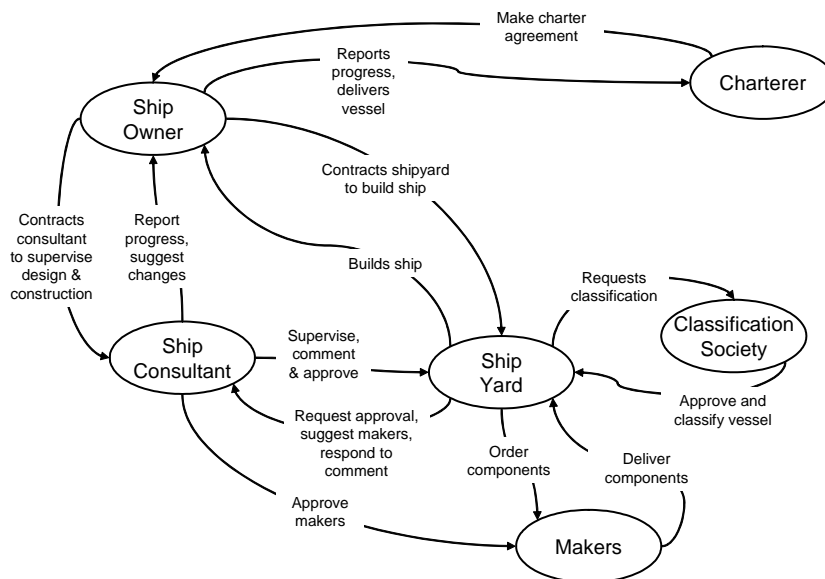 Make charter
agreement
Reports
progress,
delivers
vessel
Charterer
Ship
Owner
Contracts shipyard
to build ship
Contracts
consultant
to supervise
design &
construction
Report
progress,
suggest
changes
Builds ship
Requests
classification
Classification
Society
Ship
Consultant
Supervise,
comment
& approve
Ship
Yard
Approve and
classify vessel
Request approval,
suggest makers,
respond to
comment
Order
components
Deliver
components
Approve
makers
Makers